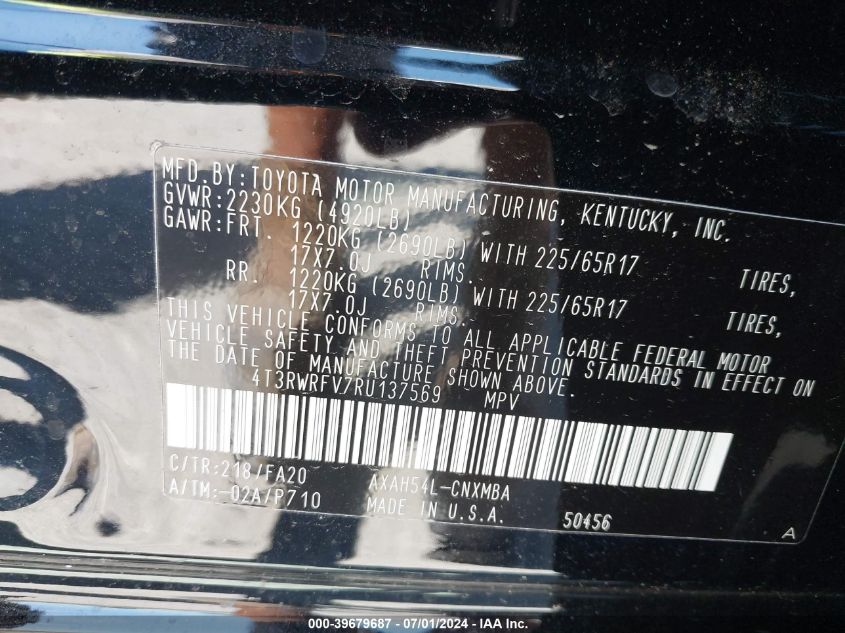 MFD.BY:TOYOTA MOTOR MANUFACTURING, KENTUCKY, INC.
GVWR:2230KG (4920LB)
GAWR:FRT. 1220KG (2690LB) WITH 225/65R17 TIRES,
17X7.0J RIMS.
RR. 1220KG (2690LB) WITH 225/65R17 TIRES,
17X7.0J RIMS.
THIS VEHICLE CONFORMS TO ALL APPLICABLE FEDERAL MOTOR
VEHICLE SAFETY AND THEFT PREVENTION STANDARDS IN EFFECT ON
THE DATE OF MANUFACTURE SHOWN ABOVE.
4T3RWRFV7RU137569 MPV
C/TR:218/FA20 AXAH54L-CNXMBA
A/TM:-02A/P710 MADE IN U.S.A. 50456 A
000-39679687 - 07/01/2024 - IAA Inc.